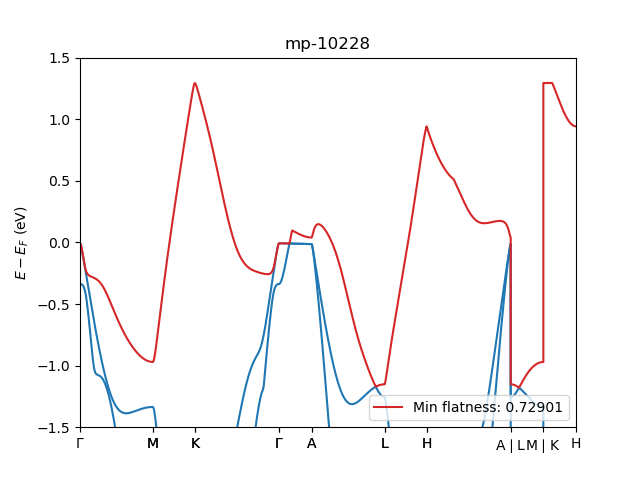 mp-10228
1.5
1.0
0.5
0.0
−0.5
−1.0
−1.5
E − E_F (eV)
Min flatness: 0.72901
Γ M K Γ A L H A | L M | K H